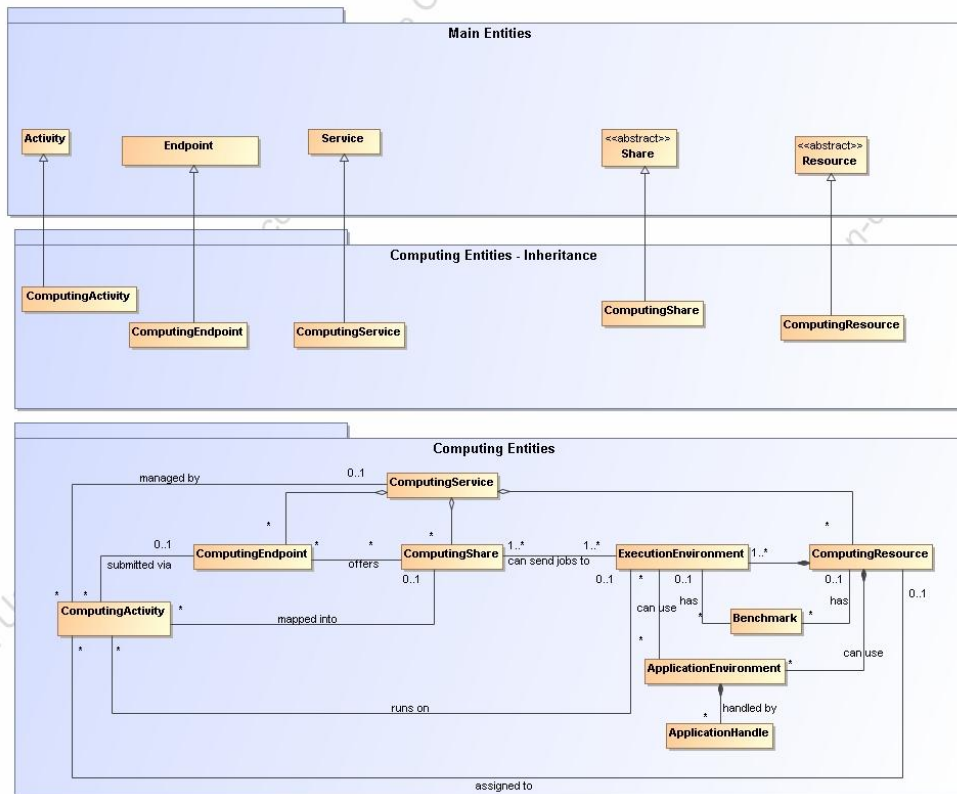 Main Entities
Activity
Endpoint
Service
<<abstract>>
Share
<<abstract>>
Resource
Computing Entities - Inheritance
ComputingActivity
ComputingEndpoint
ComputingService
ComputingShare
ComputingResource
Computing Entities
managed by
0..1
ComputingService
*
*
*
0..1
ComputingEndpoint
*
*
ComputingShare
1..*
1..*
ExecutionEnvironment
1..*
ComputingResource
submitted via
offers
can send jobs to
0..1
0..1
*
0..1
0..1
0..1
*
*
ComputingActivity
*
mapped into
can use
has
*
Benchmark
*
has
*
*
*
can use
ApplicationEnvironment
*
runs on
*
handled by
ApplicationHandle
assigned to